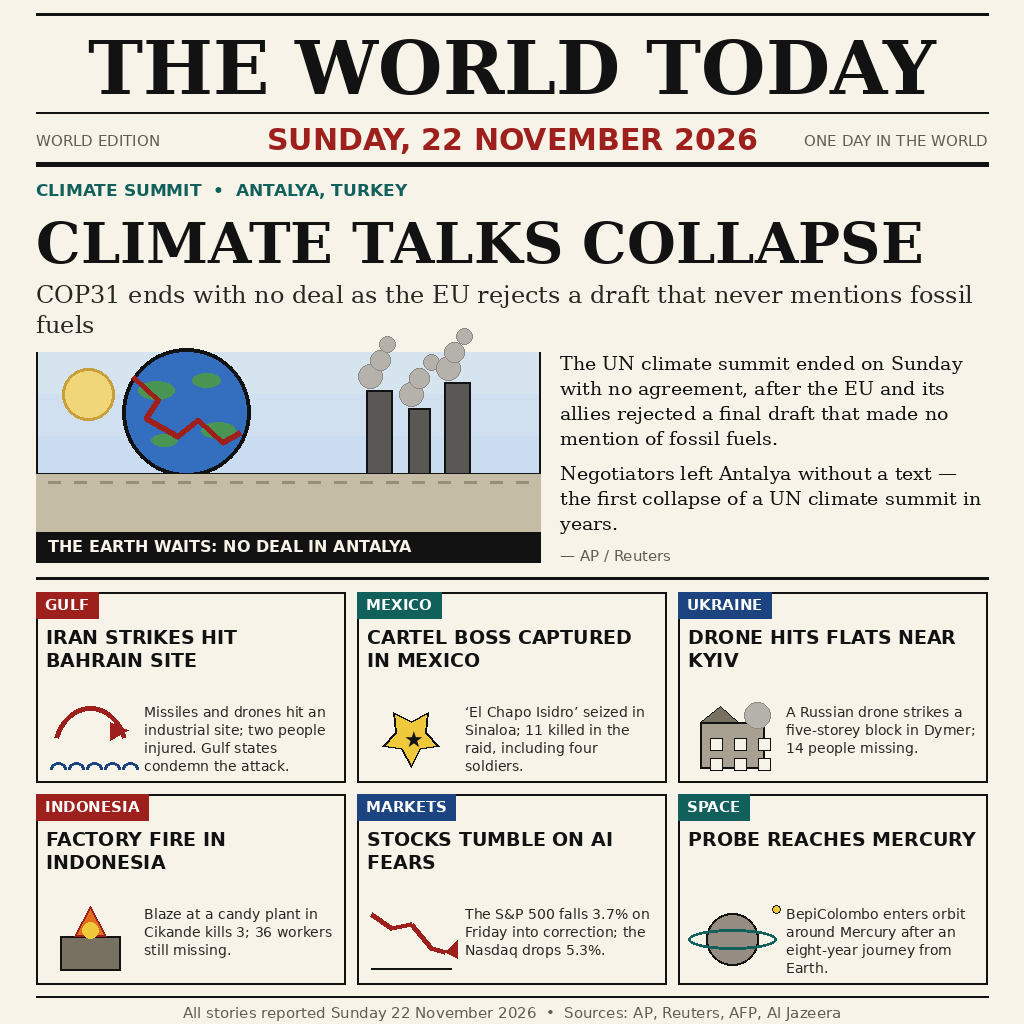 THE WORLD TODAY
WORLD EDITION
SUNDAY, 22 NOVEMBER 2026
ONE DAY IN THE WORLD
CLIMATE SUMMIT • ANTALYA, TURKEY
CLIMATE TALKS COLLAPSE
COP31 ends with no deal as the EU rejects a draft that never mentions fossil
fuels
THE EARTH WAITS: NO DEAL IN ANTALYA
The UN climate summit ended on Sunday
with no agreement, after the EU and its
allies rejected a final draft that made no
mention of fossil fuels.
Negotiators left Antalya without a text —
the first collapse of a UN climate summit in
years.
— AP / Reuters
GULF
IRAN STRIKES HIT
BAHRAIN SITE
Missiles and drones hit an
industrial site; two people
injured. Gulf states
condemn the attack.
MEXICO
CARTEL BOSS CAPTURED
IN MEXICO
‘El Chapo Isidro’ seized in
Sinaloa; 11 killed in the
raid, including four
soldiers.
UKRAINE
DRONE HITS FLATS NEAR
KYIV
A Russian drone strikes a
five-storey block in Dymer;
14 people missing.
INDONESIA
FACTORY FIRE IN
INDONESIA
Blaze at a candy plant in
Cikande kills 3; 36 workers
still missing.
MARKETS
STOCKS TUMBLE ON AI
FEARS
The S&P 500 falls 3.7% on
Friday into correction; the
Nasdaq drops 5.3%.
SPACE
PROBE REACHES MERCURY
BepiColombo enters orbit
around Mercury after an
eight-year journey from
Earth.
All stories reported Sunday 22 November 2026 • Sources: AP, Reuters, AFP, Al Jazeera